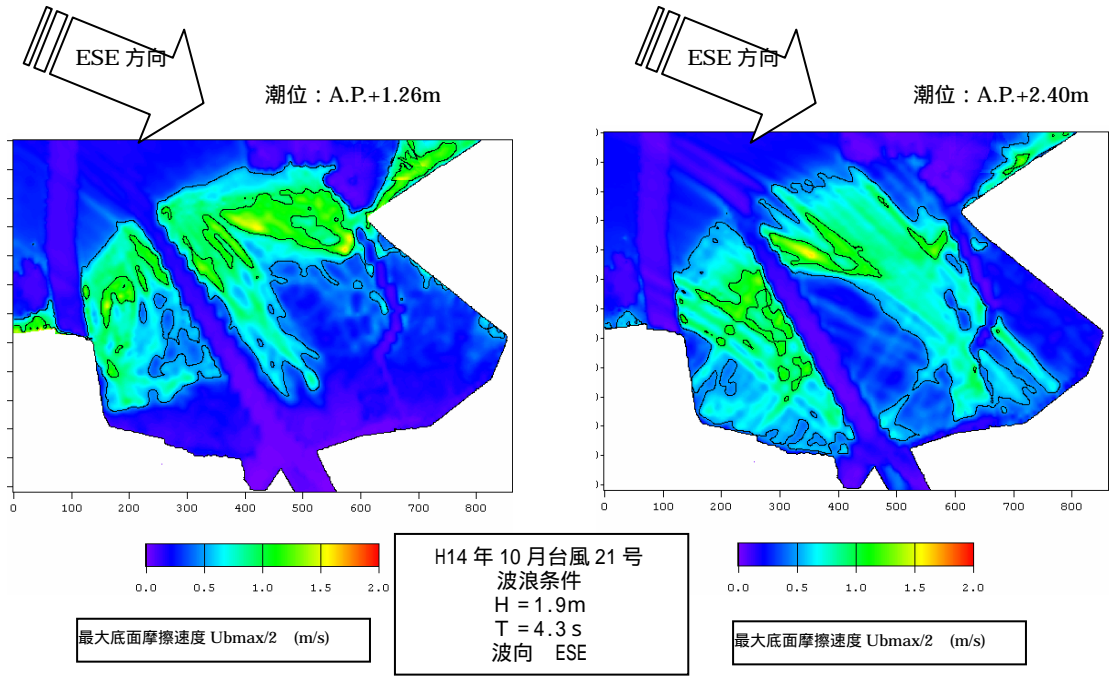 ESE 方向
潮位：A.P.+1.26m
ESE 方向
潮位：A.P.+2.40m
0 100 200 300 400 500 600 700 800
0 100 200 300 400 500 600 700 800
0.0 0.5 1.0 1.5 2.0
0.0 0.5 1.0 1.5 2.0
最大底面摩擦速度 Ubmax/2 (m/s)
H14 年 10 月台風 21 号
波浪条件
H =1.9m
T =4.3 s
波向 ESE
最大底面摩擦速度 Ubmax/2 (m/s)